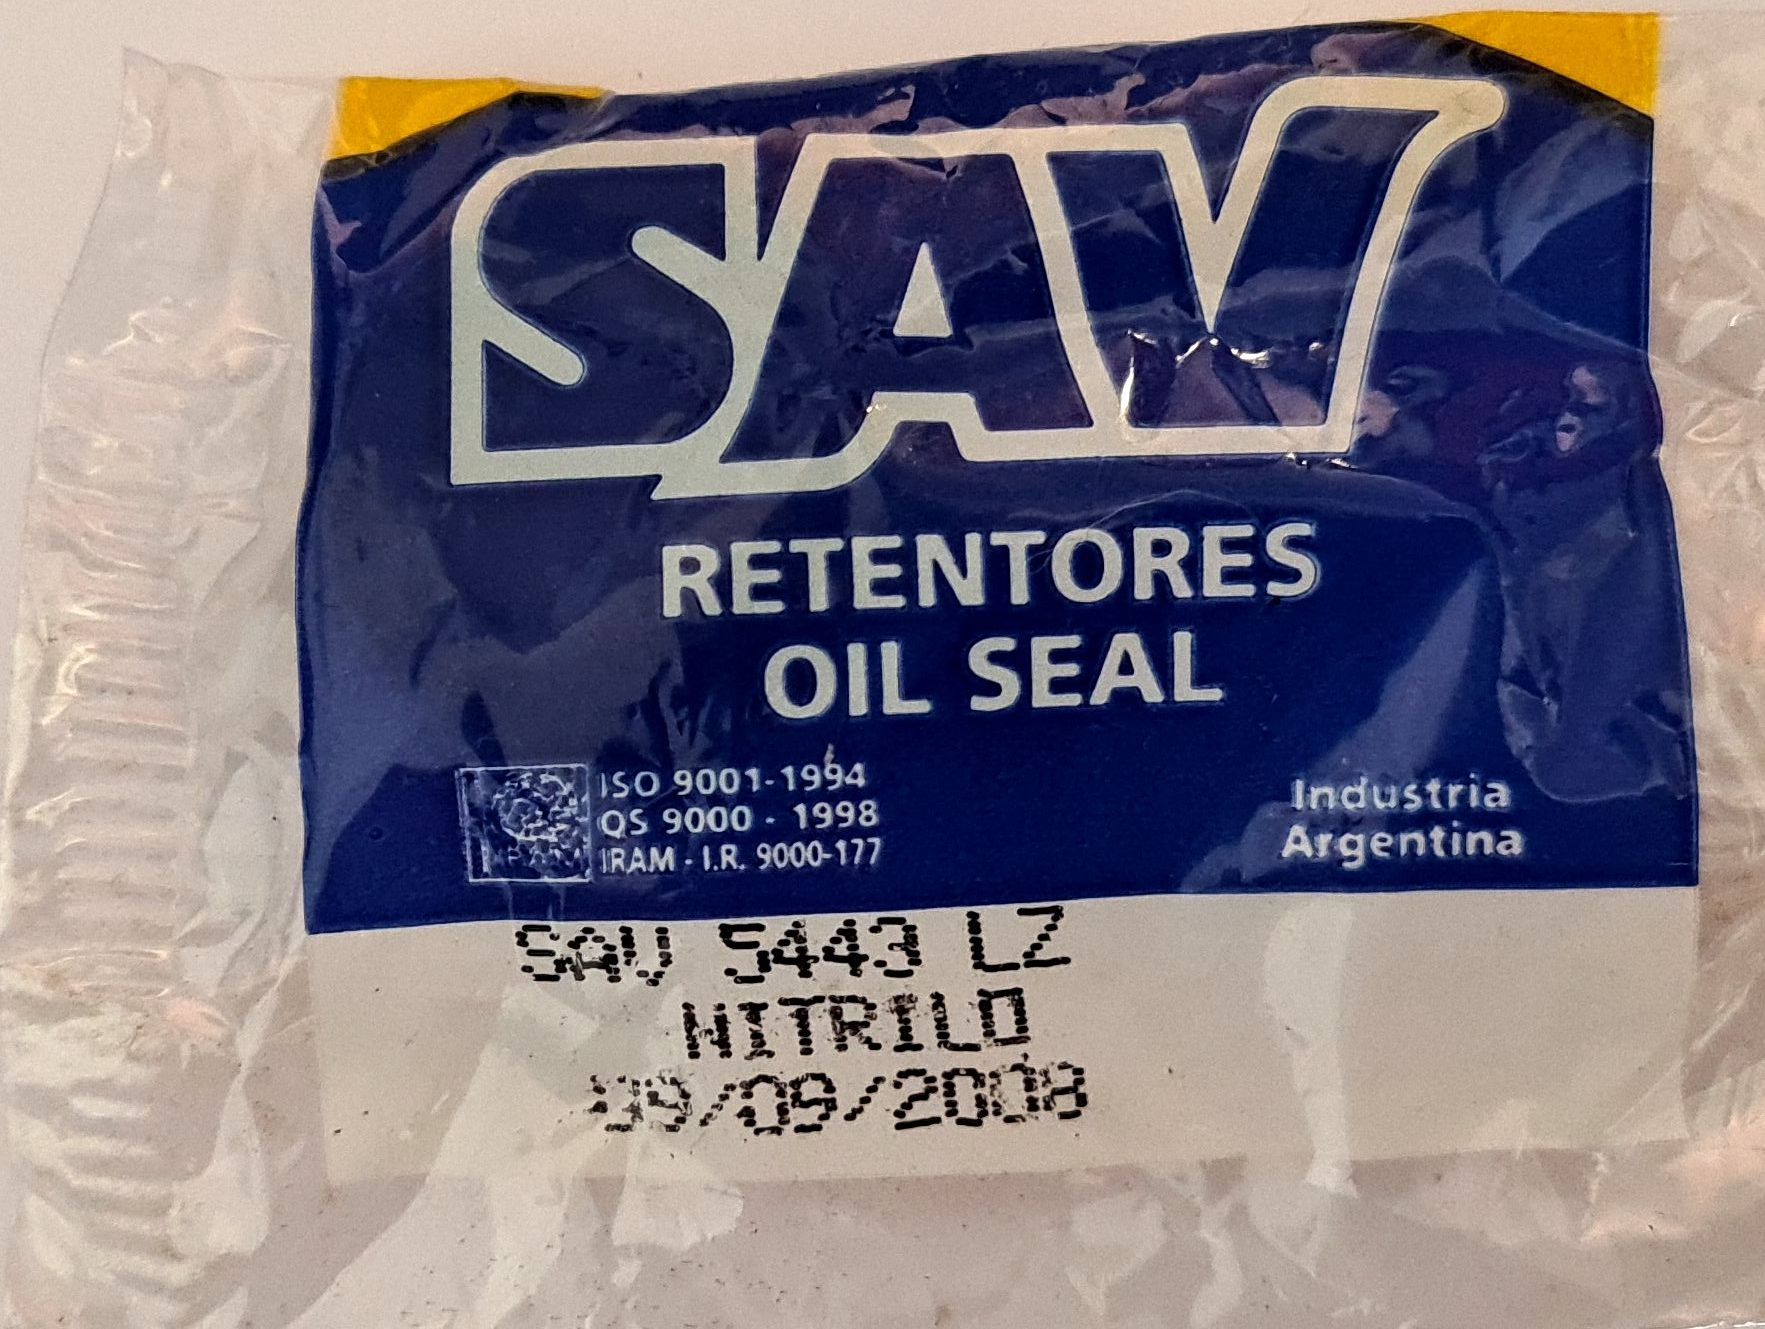 SAV
RETENTORES
OIL SEAL
ISO 9001-1994
QS 9000 - 1998
IRAM - I.R. 9000-177
Industria
Argentina
SAV 5443 LZ
NITRILO